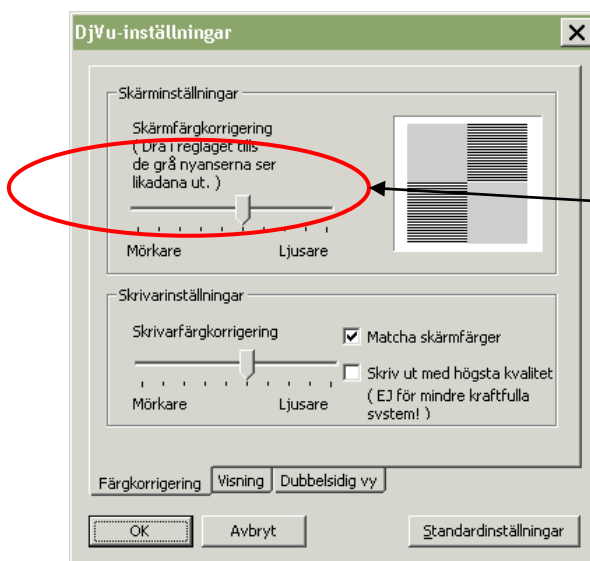 DjVu-inställningar
Skärminställningar
Skärmfärgkorrigering
( Dra i reglaget tills
de grå nyanserna ser
likadana ut. )
Mörkare Ljusare
Skrivarinställningar
Skrivarfärgkorrigering
Matcha skärmfärger
Skriv ut med högsta kvalitet
( EJ för mindre kraftfulla
system! )
Mörkare Ljusare
Färgkorrigering Visning Dubbelsidig vy
OK Avbryt Standardinställningar